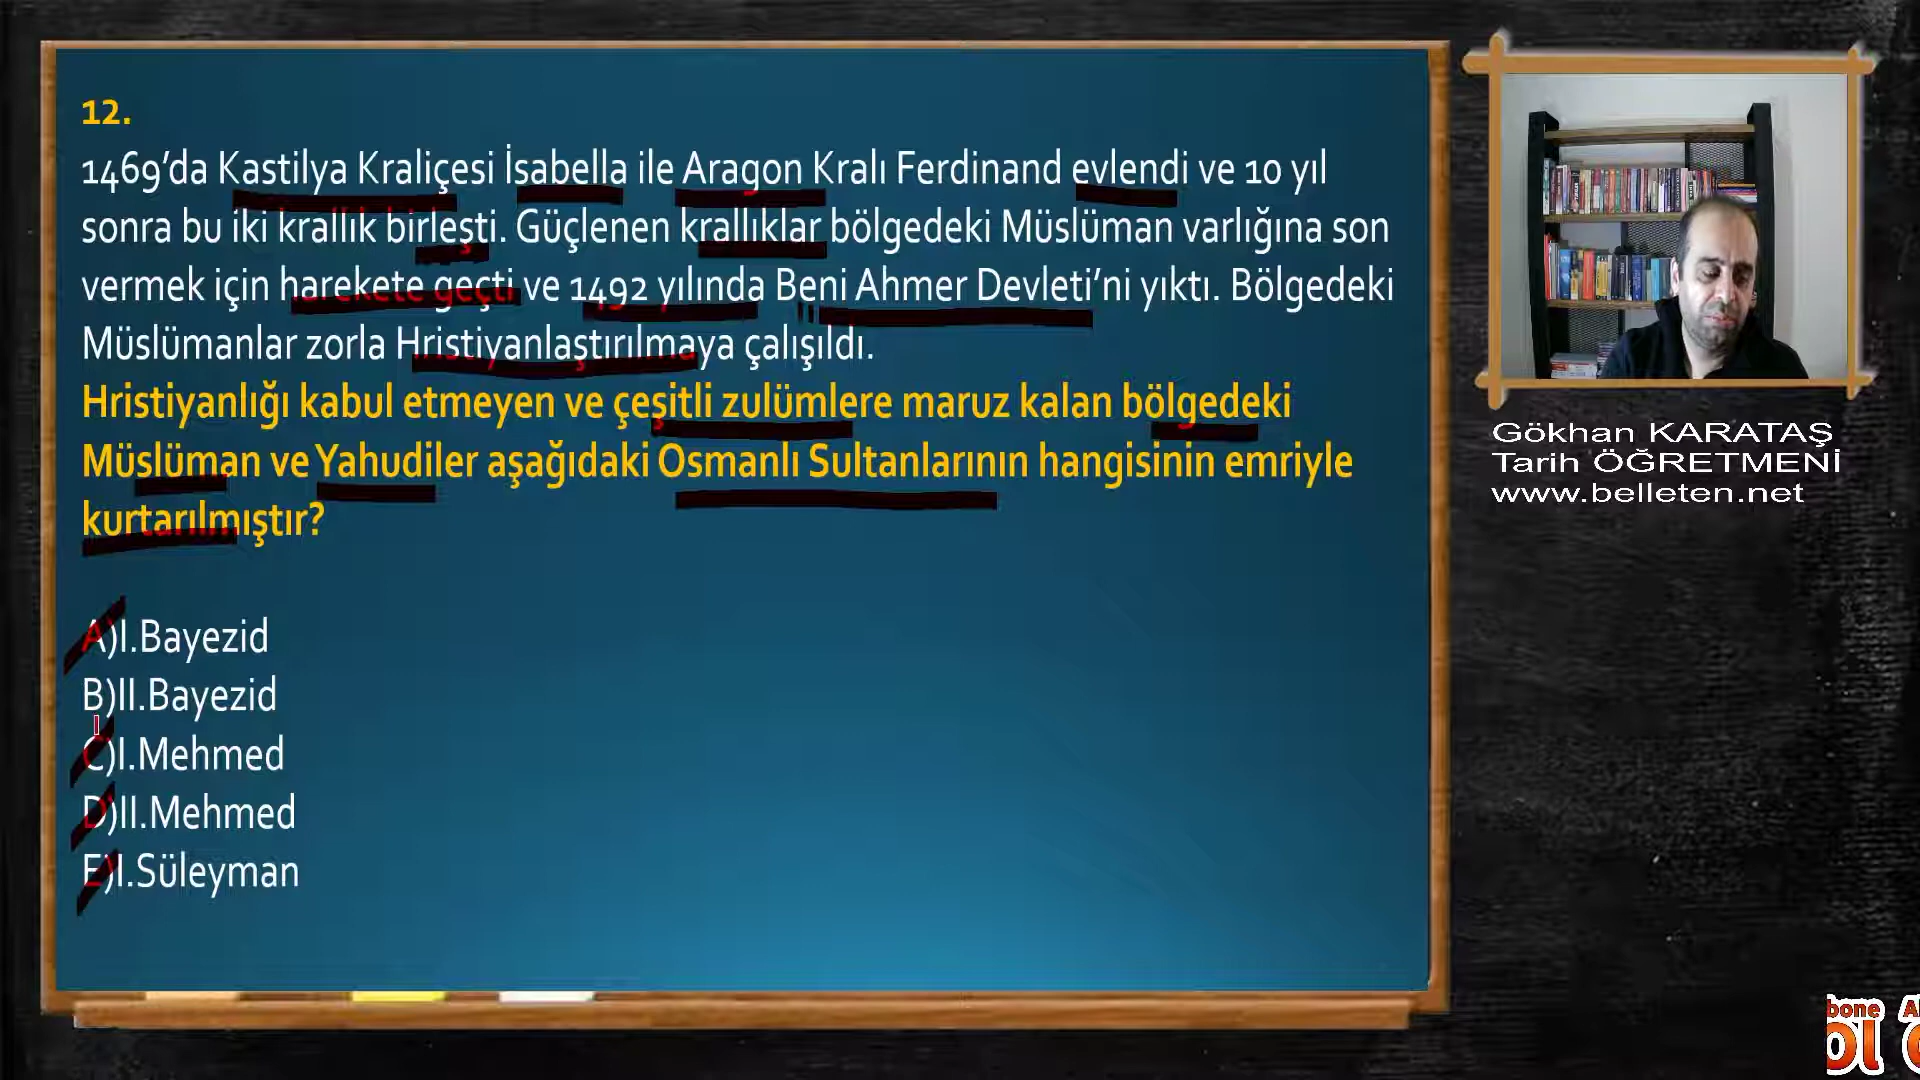 12.
1469’da Kastilya Kraliçesi İsabella ile Aragon Kralı Ferdinand evlendi ve 10 yıl
sonra bu iki krallık birleşti. Güçlenen krallıklar bölgedeki Müslüman varlığına son
vermek için harekete geçti ve 1492 yılında Beni Ahmer Devleti’ni yıktı. Bölgedeki
Müslümanlar zorla Hristiyanlaştırılmaya çalışıldı.
Hristiyanlığı kabul etmeyen ve çeşitli zulümlere maruz kalan bölgedeki
Müslüman ve Yahudiler aşağıdaki Osmanlı Sultanlarının hangisinin emriyle
kurtarılmıştır?
A)I.Bayezid
B)II.Bayezid
C)I.Mehmed
D)II.Mehmed
E)I.Süleyman
Gökhan KARATAŞ
Tarih ÖĞRETMENİ
www.belleten.net